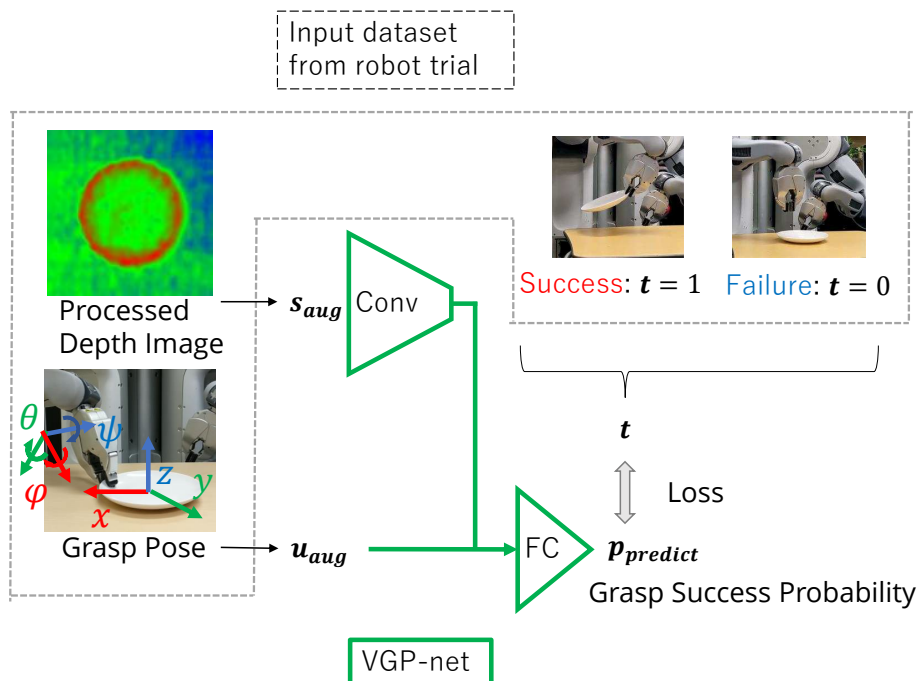 Input dataset
from robot trial
Success: t = 1
Failure: t = 0
Processed
Depth Image
s_aug
Conv
θ
ψ
φ
x
z
y
Grasp Pose
u_aug
FC
t
Loss
p_predict
Grasp Success Probability
VGP-net